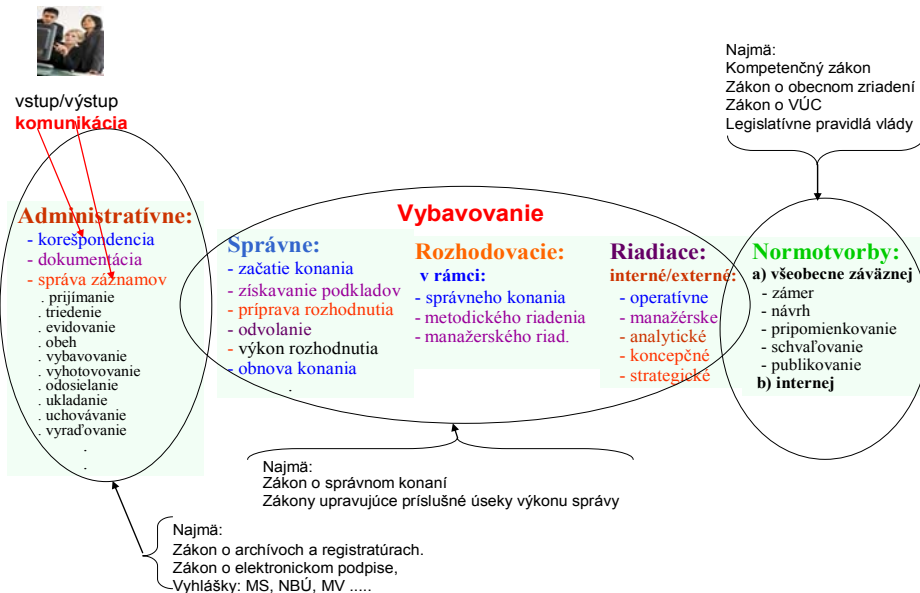 vstup/výstup
komunikácia
Najmä:
Kompetenčný zákon
Zákon o obecnom zriadení
Zákon o VÚC
Legislatívne pravidlá vlády
Administratívne:
- korešpondencia
- dokumentácia
- správa záznamov
. prijímanie
. triedenie
. evidovanie
. obeh
. vybavovanie
. vyhotovovanie
. odosielanie
. ukladanie
. uchovávanie
. vyraďovanie
.
.
Vybavovanie
Správne:
- začatie konania
- získavanie podkladov
- príprava rozhodnutia
- odvolanie
- výkon rozhodnutia
- obnova konania
.
Rozhodovacie:
v rámci:
- správneho konania
- metodického riadenia
- manažerského riad.
Riadiace:
interné/externé:
- operatívne
- manažérske
- analytické
- koncepčné
- strategické
Normotvorby:
a) všeobecne záväznej
- zámer
- návrh
- pripomienkovanie
- schvaľovanie
- publikovanie
b) internej
Najmä:
Zákon o správnom konaní
Zákony upravujúce príslušné úseky výkonu správy
Najmä:
Zákon o archívoch a registratúrach.
Zákon o elektronickom podpise,
Vyhlášky: MS, NBÚ, MV .....